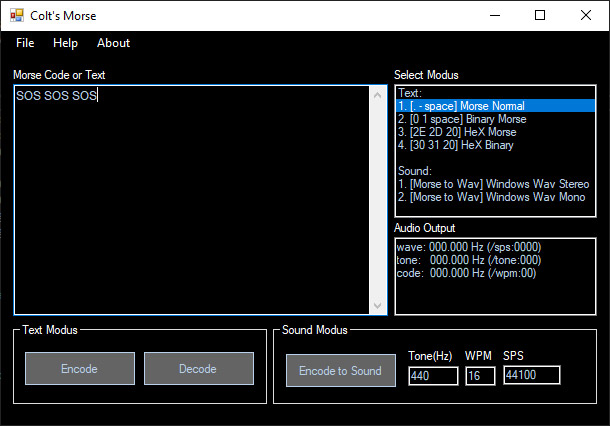 Colt's Morse
File Help About
Morse Code or Text
SOS SOS SOS
Select Modus
Text:
1. [. - space] Morse Normal
2. [0 1 space] Binary Morse
3. [2E 2D 20] HeX Morse
4. [30 31 20] HeX Binary
Sound:
1. [Morse to Wav] Windows Wav Stereo
2. [Morse to Wav] Windows Wav Mono
Audio Output
wave: 000.000 Hz (/sps:0000)
tone: 000.000 Hz (/tone:000)
code: 000.000 Hz (/wpm:00)
Text Modus
Encode Decode
Sound Modus
Encode to Sound
Tone(Hz) WPM SPS
440 16 44100